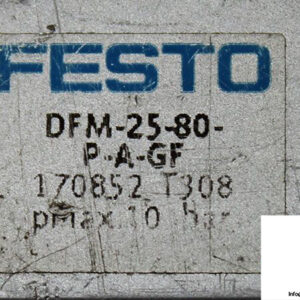 FESTO
DFM-25-80-
P-A-GF
170852 T308
pmax.10 bar